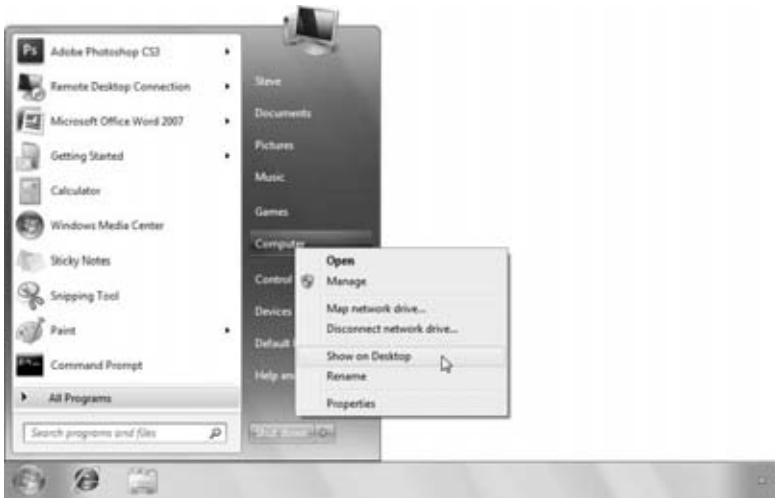 Ps Adobe Photoshop CS3
Remote Desktop Connection
Microsoft Office Word 2007
Getting Started
Calculator
Windows Media Center
Sticky Notes
Snipping Tool
Paint
Command Prompt
All Programs
Search programs and files
Steve
Documents
Pictures
Music
Games
Computer
Control
Devices
Default
Help and
Open
Manage
Map network drive...
Disconnect network drive...
Show on Desktop
Rename
Properties